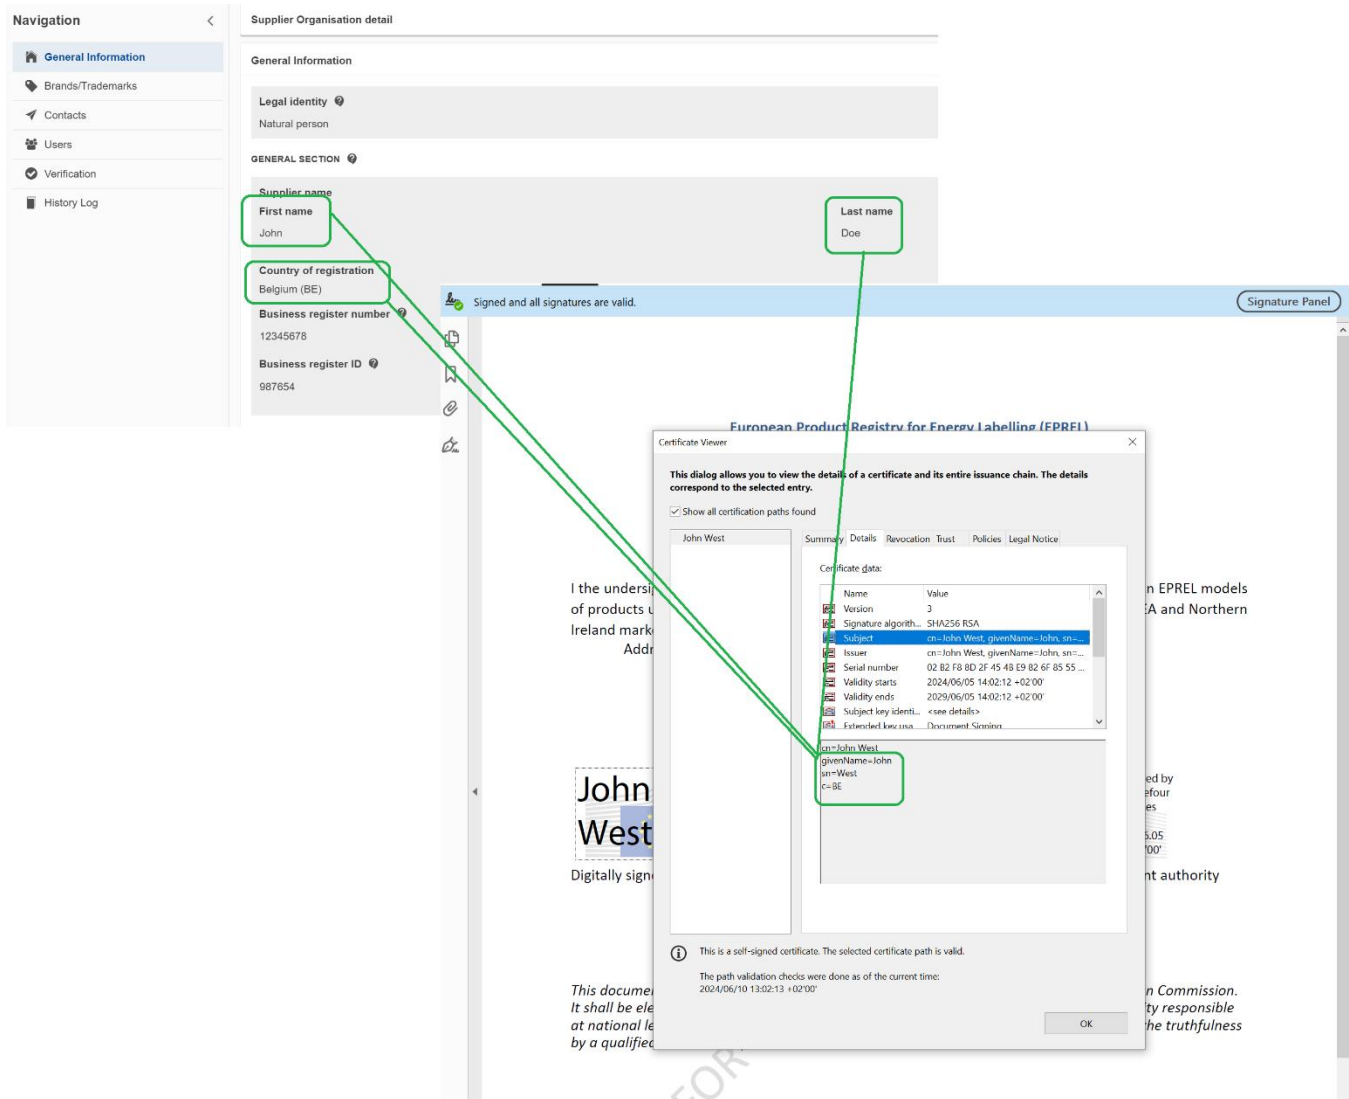 Navigation
General Information
Brands/Trademarks
Contacts
Users
Verification
History Log
Supplier Organisation detail
General Information
Legal identity
Natural person
GENERAL SECTION
Supplier name
First name
Last name
John
Doe
Country of registration
Belgium (BE)
Business register number
12345678
Business register ID
987654
Signed and all signatures are valid.
Signature Panel
European Product Registry for Energy Labelling (EPREL)
Certificate Viewer
This dialog allows you to view the details of a certificate and its entire issuance chain. The details
correspond to the selected entry.
Show all certification paths found
John West
Summary Details Revocation Trust Policies Legal Notice
Certificate data:
Name Value
Version 3
Signature algorith... SHA256 RSA
Subject cn=John West, givenName=John, sn=...
Issuer cn=John West, givenName=John, sn=...
Serial number 02 B2 F8 8D 2F 45 4B E9 82 6F 85 55 ...
Validity starts 2024/06/05 14:02:12 +02'00'
Validity ends 2029/06/05 14:02:12 +02'00'
Subject key identi... <see details>
Extended key usa Document Signing
cn=John West
givenName=John
sn=West
c=BE
This is a self-signed certificate. The selected certificate path is valid.
The path validation checks were done as of the current time:
2024/06/10 13:02:13 +02'00'
OK
I the undersi n EPREL models
of products u EA and Northern
Ireland mark
Addr
John
West
ed by
efour
es
6.05
'00'
Digitally sign nt authority
This docume n Commission.
It shall be ele ty responsible
at national le he truthfulness
by a qualified
FOR